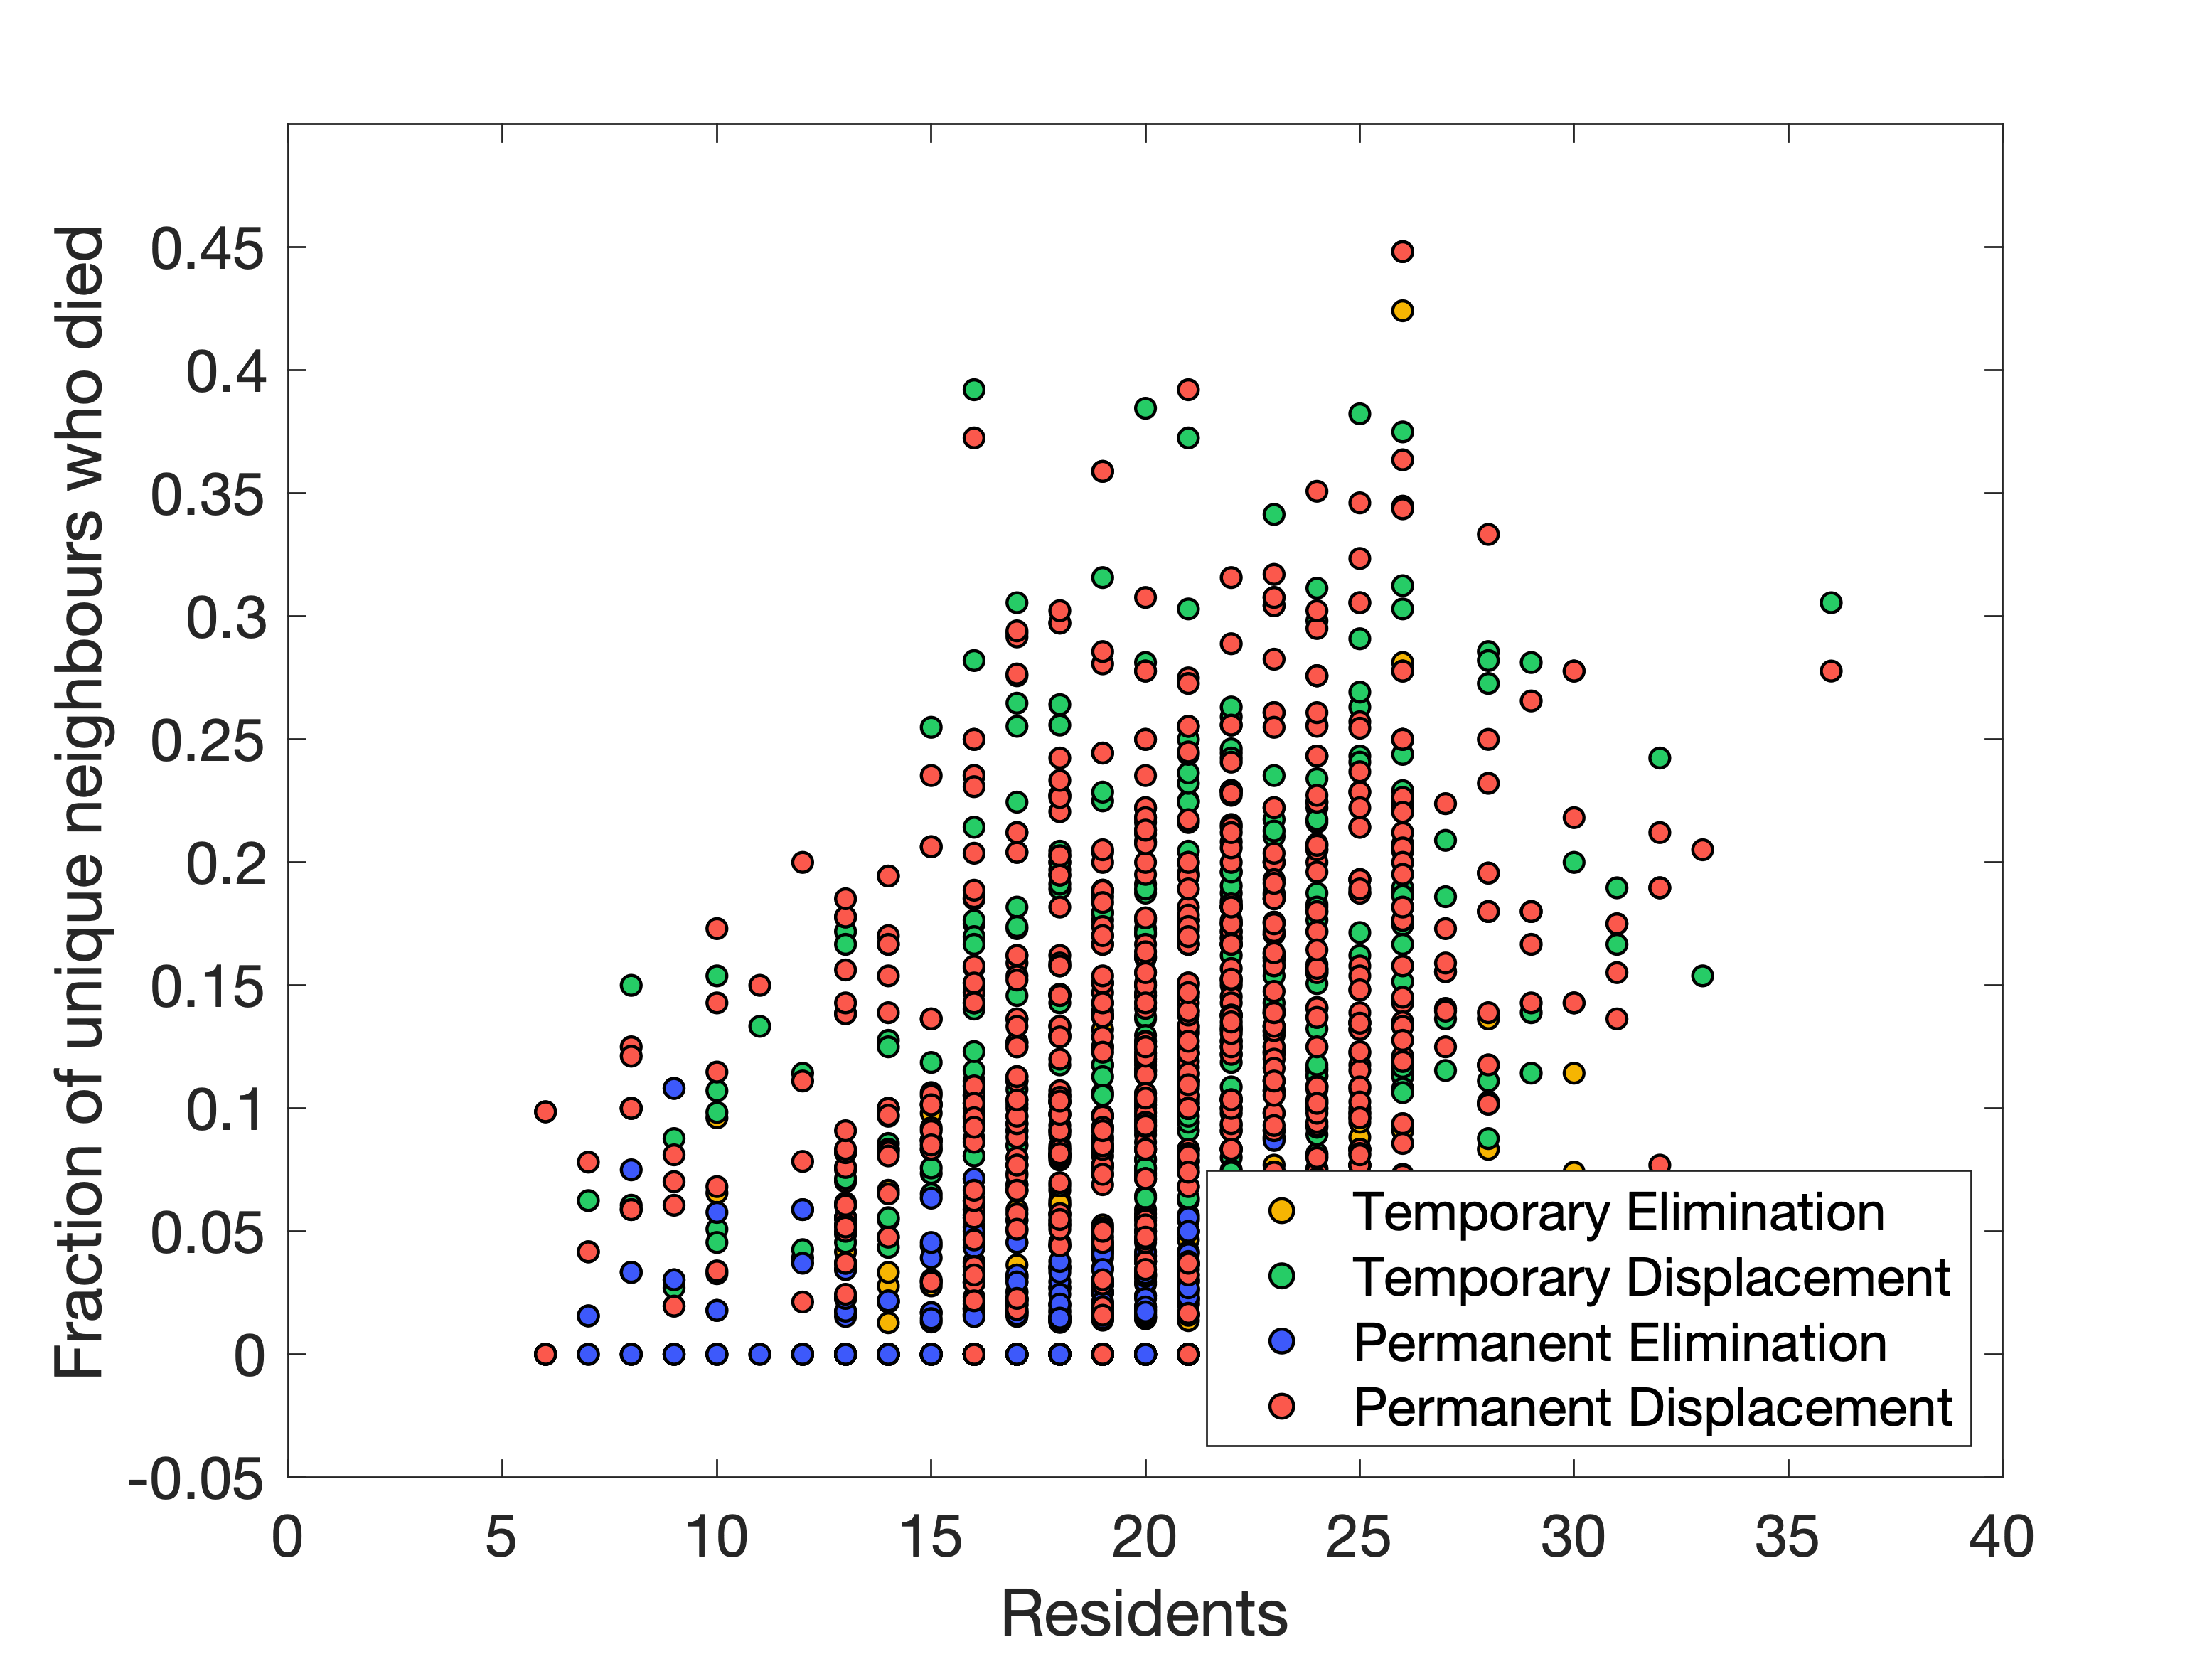 Fraction of unique neighbours who died
0.45
0.4
0.35
0.3
0.25
0.2
0.15
0.1
0.05
0
-0.05
Temporary Elimination
Temporary Displacement
Permanent Elimination
Permanent Displacement
0 5 10 15 20 25 30 35 40
Residents